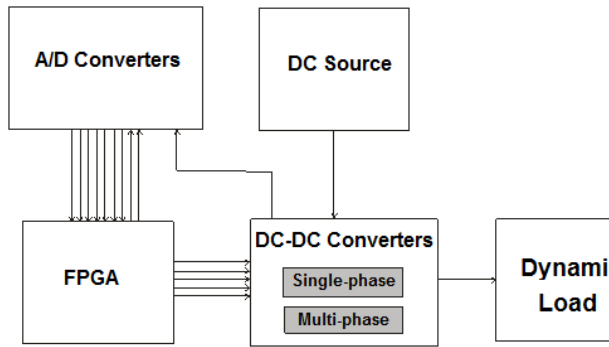 A/D Converters
DC Source
FPGA
DC-DC Converters
Single-phase
Multi-phase
Dynami
Load